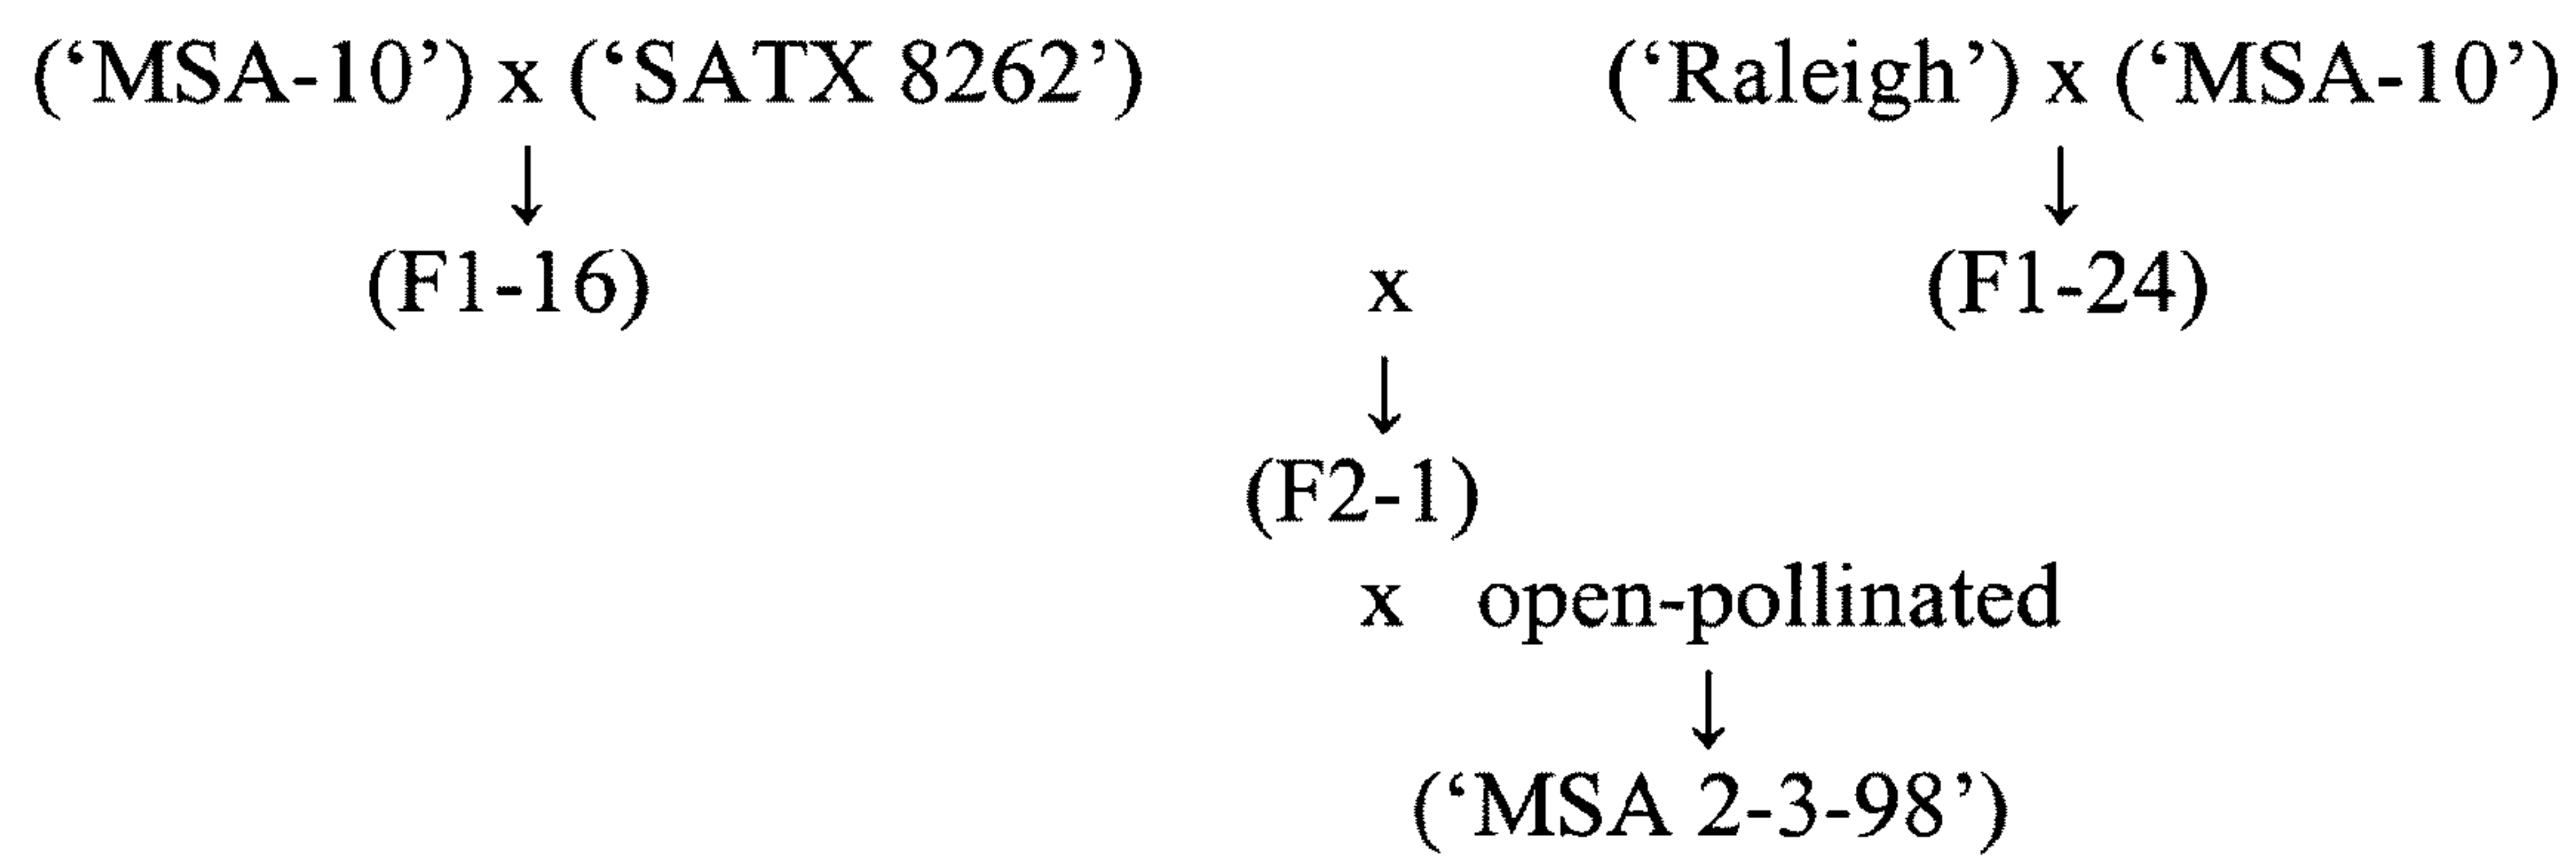 (‘MSA-10’) x (‘SATX 8262’) (‘Raleigh’) x (‘MSA-10’)
↓ ↓
(F1-16) x (F1-24)
↓
(F2-1)
x open-pollinated
↓
(‘MSA 2-3-98’)